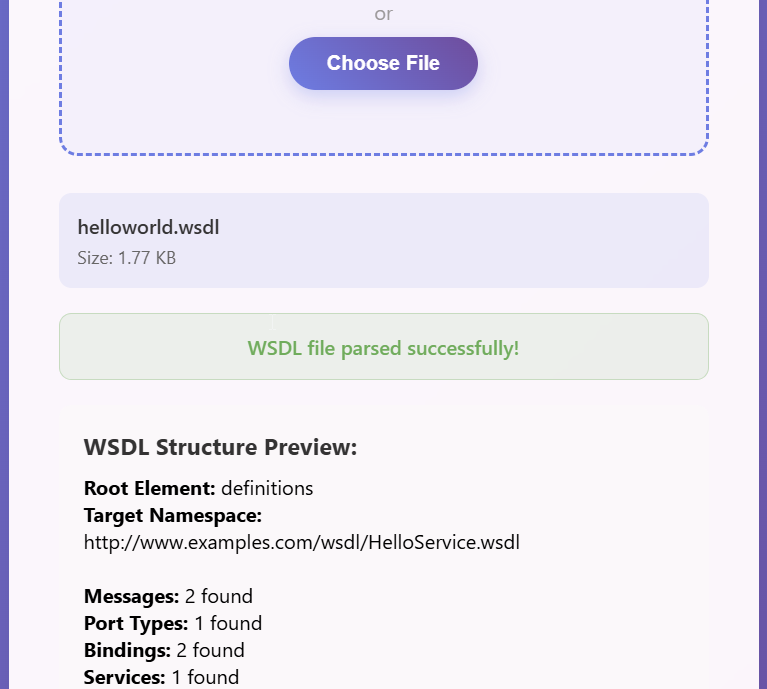 or
Choose File
helloworld.wsdl
Size: 1.77 KB
WSDL file parsed successfully!
WSDL Structure Preview:
Root Element: definitions
Target Namespace:
http://www.examples.com/wsdl/HelloService.wsdl
Messages: 2 found
Port Types: 1 found
Bindings: 2 found
Services: 1 found